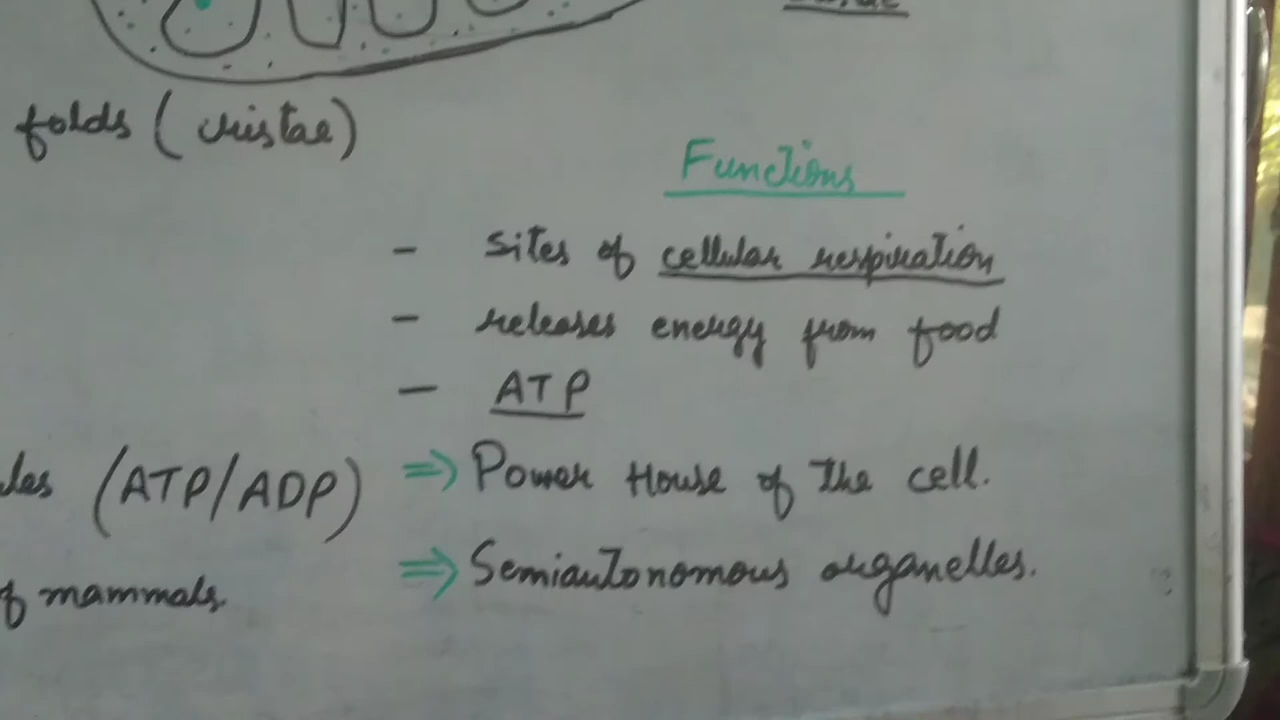 folds (cristae)
Functions
- sites of cellular respiration
- releases energy from food
- ATP
(ATP/ADP) ⇒ Power House of The cell.
of mammals. ⇒ Semiautonomous organelles.